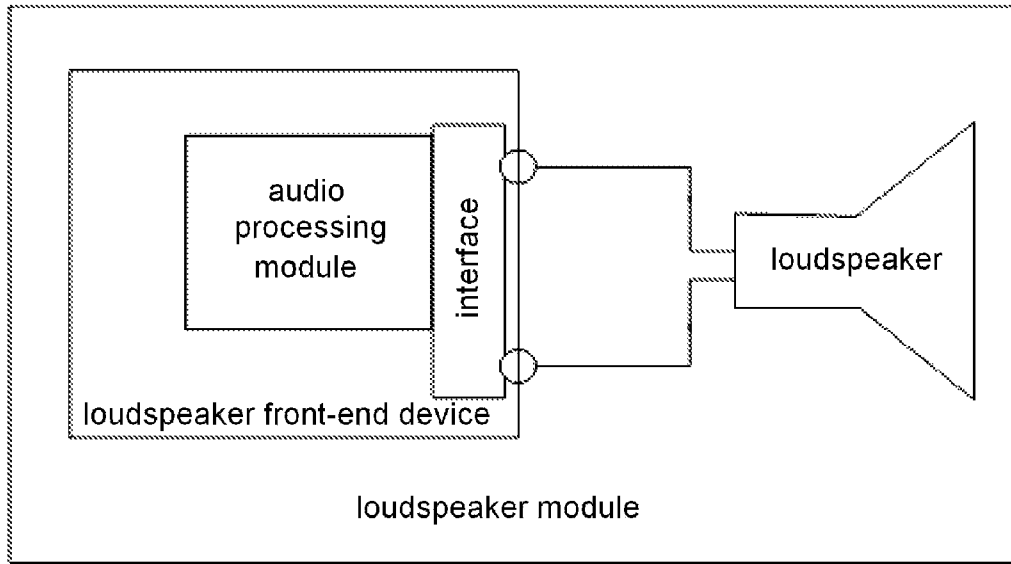 audio
processing
module
interface
loudspeaker
loudspeaker front-end device
loudspeaker module